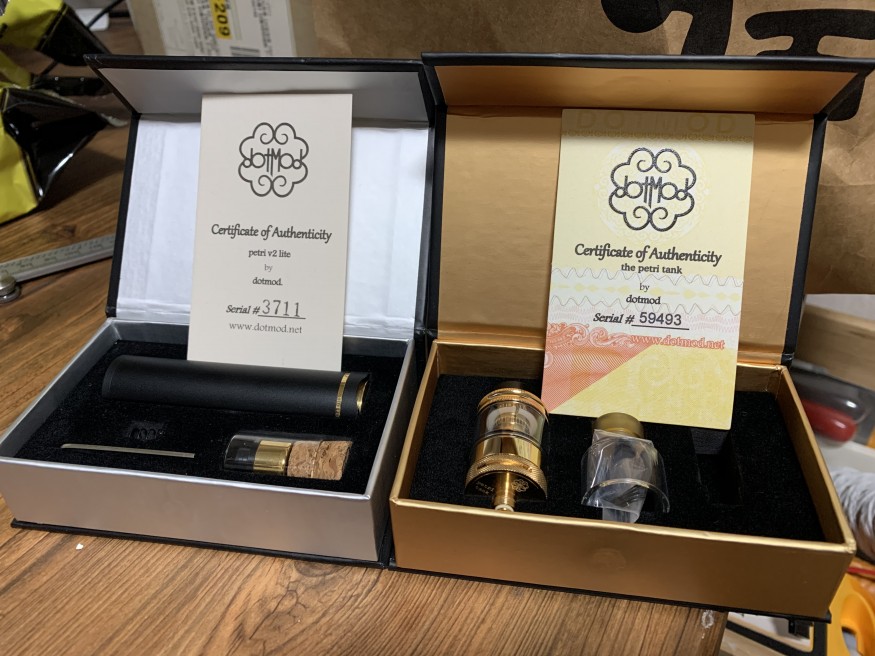 209
dotMod
Certificate of Authenticity
petri v2 lite
by
dotmod.
Serial # 3711
www.dotmod.net
DOTMOD
dotMod
Certificate of Authenticity
the petri tank
by
dotmod
Serial # 59493
www.dotmod.net